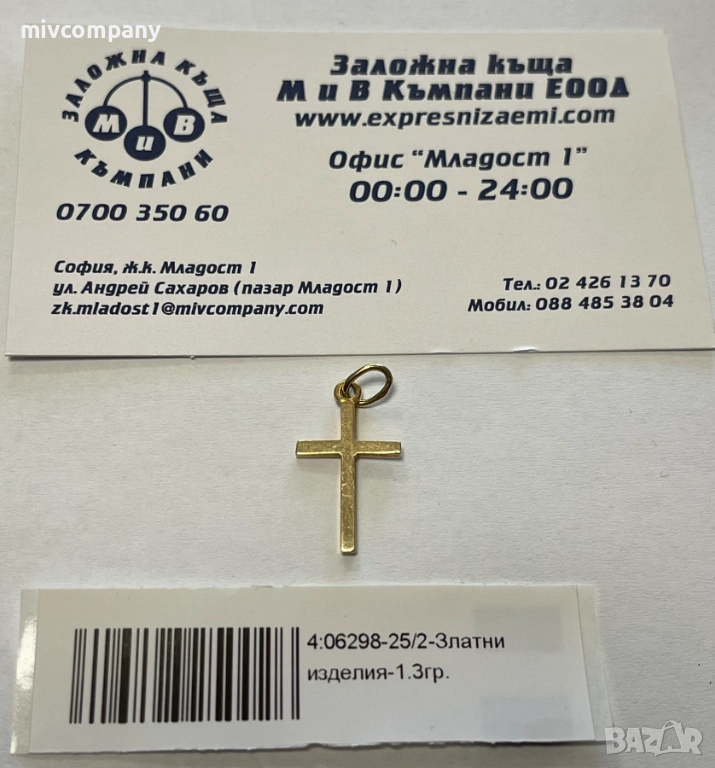 mivcompany
ЗАЛОЖНА КЪЩА
М и В
КЪМПАНИ
0700 350 60
Заложна къща
М и В Къмпани ЕООД
www.expresnizaemi.com
Офис “Младост 1”
00:00 - 24:00
София, ж.к. Младост 1
ул. Андрей Сахаров (пазар Младост 1)
zk.mladost1@mivcompany.com
Тел.: 02 426 13 70
Мобил: 088 485 38 04
4:06298-25/2-Златни
изделия-1.3гр.
BAZAR